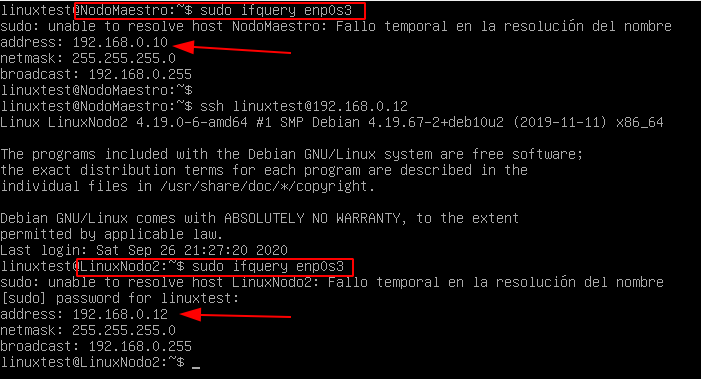 linuxtest@NodoMaestro:~$ sudo ifquery enp0s3
sudo: unable to resolve host NodoMaestro: Fallo temporal en la resolución del nombre
address: 192.168.0.10
netmask: 255.255.255.0
broadcast: 192.168.0.255
linuxtest@NodoMaestro:~$
linuxtest@NodoMaestro:~$ ssh linuxtest@192.168.0.12
Linux LinuxNodo2 4.19.0-6-amd64 #1 SMP Debian 4.19.67-2+deb10u2 (2019-11-11) x86_64
The programs included with the Debian GNU/Linux system are free software;
the exact distribution terms for each program are described in the
individual files in /usr/share/doc/*/copyright.
Debian GNU/Linux comes with ABSOLUTELY NO WARRANTY, to the extent
permitted by applicable law.
Last login: Sat Sep 26 21:27:20 2020
linuxtest@LinuxNodo2:~$ sudo ifquery enp0s3
sudo: unable to resolve host LinuxNodo2: Fallo temporal en la resolución del nombre
[sudo] password for linuxtest:
address: 192.168.0.12
netmask: 255.255.255.0
broadcast: 192.168.0.255
linuxtest@LinuxNodo2:~$ _